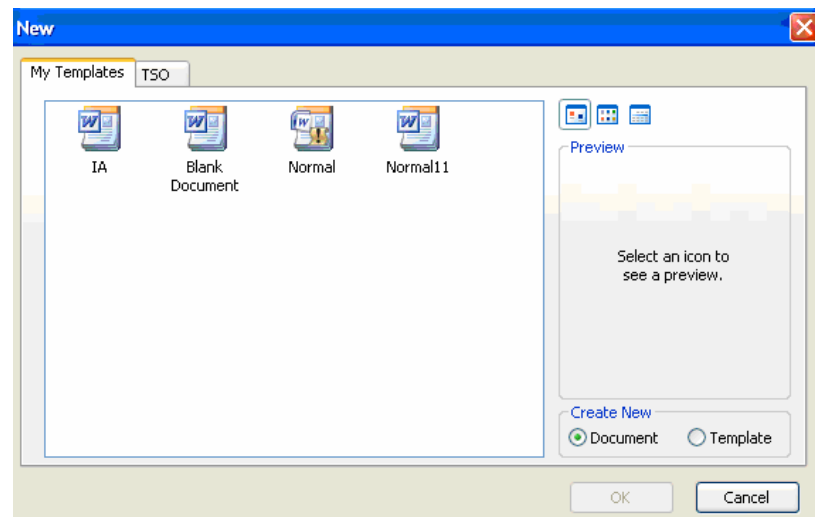 New
My Templates
TSO
IA
Blank
Document
Normal
Normal11
Preview
Select an icon to
see a preview.
Create New
Document
Template
OK
Cancel